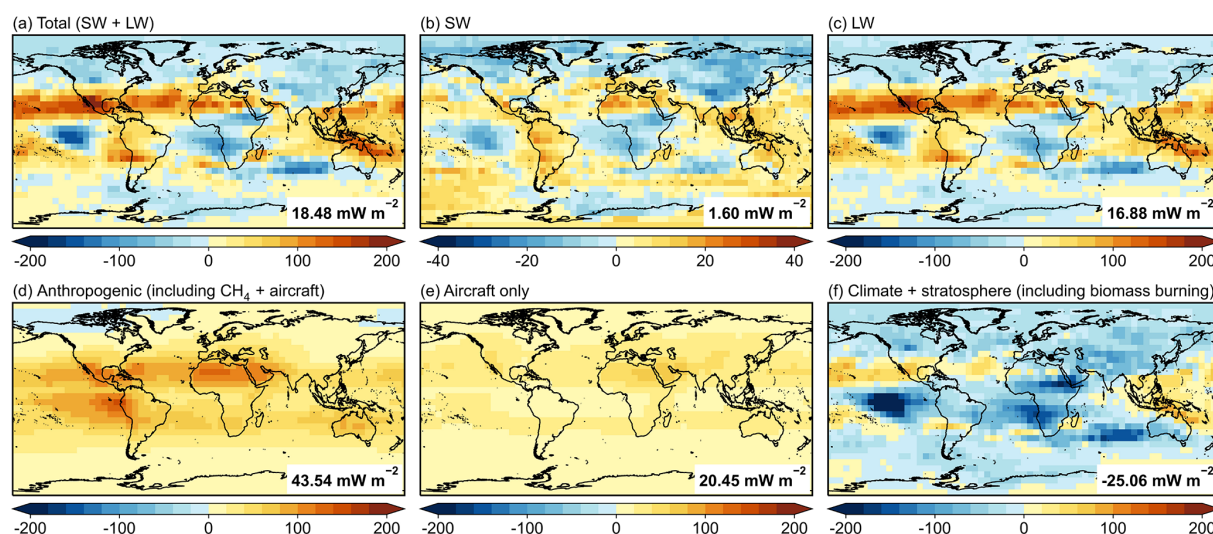 (a) Total (SW + LW)
(b) SW
(c) LW
18.48 mW m⁻²
1.60 mW m⁻²
16.88 mW m⁻²
-200 -100 0 100 200
-40 -20 0 20 40
-200 -100 0 100 200
(d) Anthropogenic (including CH₄ + aircraft)
(e) Aircraft only
(f) Climate + stratosphere (including biomass burning)
43.54 mW m⁻²
20.45 mW m⁻²
-25.06 mW m⁻²
-200 -100 0 100 200
-200 -100 0 100 200
-200 -100 0 100 200